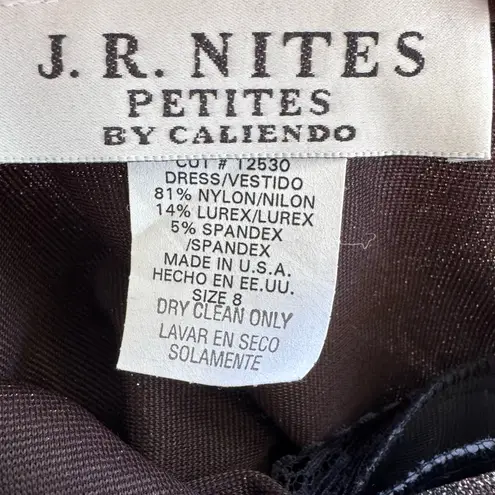 J. R. NITES
PETITES
BY CALIENDO
CUT # 12530
DRESS/VESTIDO
81% NYLON/NILON
14% LUREX/LUREX
5% SPANDEX
/SPANDEX
MADE IN U.S.A.
HECHO EN EE.UU.
SIZE 8
DRY CLEAN ONLY
LAVAR EN SECO
SOLAMENTE